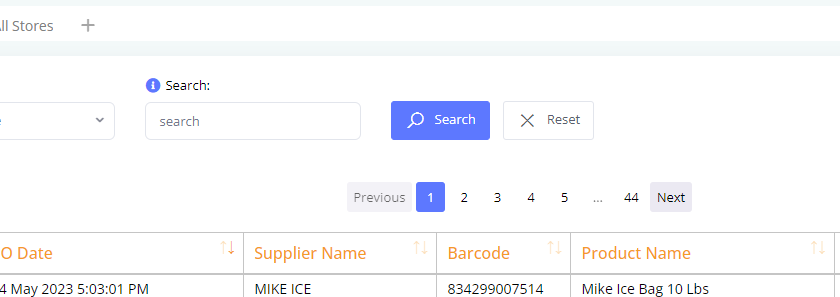 All Stores +
Search:
search Search Reset
Previous 1 2 3 4 5 ... 44 Next
O Date Supplier Name Barcode Product Name
4 May 2023 5:03:01 PM MIKE ICE 834299007514 Mike Ice Bag 10 Lbs